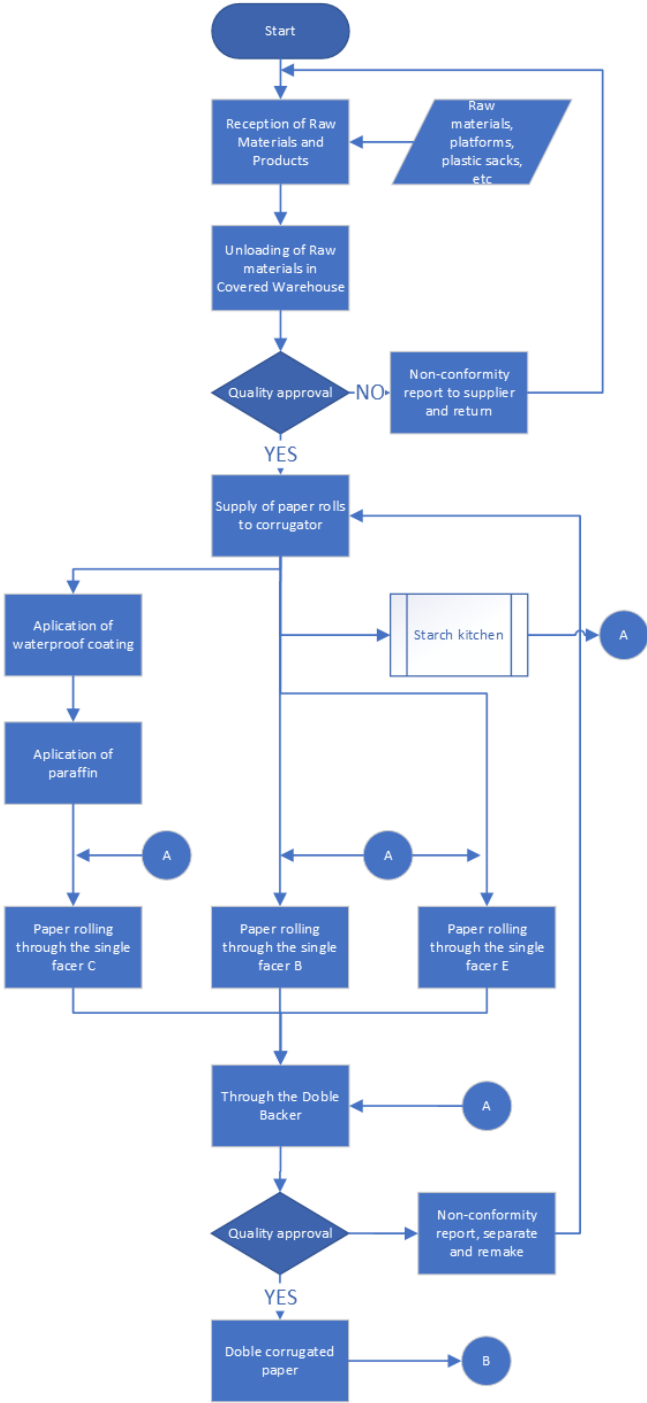 Start
Reception of Raw
Materials and
Products
Raw
materials,
platforms,
plastic sacks,
etc
Unloading of Raw
materials in
Covered Warehouse
Quality approval
NO
Non-conformity
report to supplier
and return
YES
Supply of paper rolls
to corrugator
Aplication of
waterproof coating
Starch kitchen
A
Aplication of
paraffin
A
A
Paper rolling
through the single
facer C
Paper rolling
through the single
facer B
Paper rolling
through the single
facer E
Through the Doble
Backer
A
Quality approval
Non-conformity
report, separate
and remake
YES
Doble corrugated
paper
B